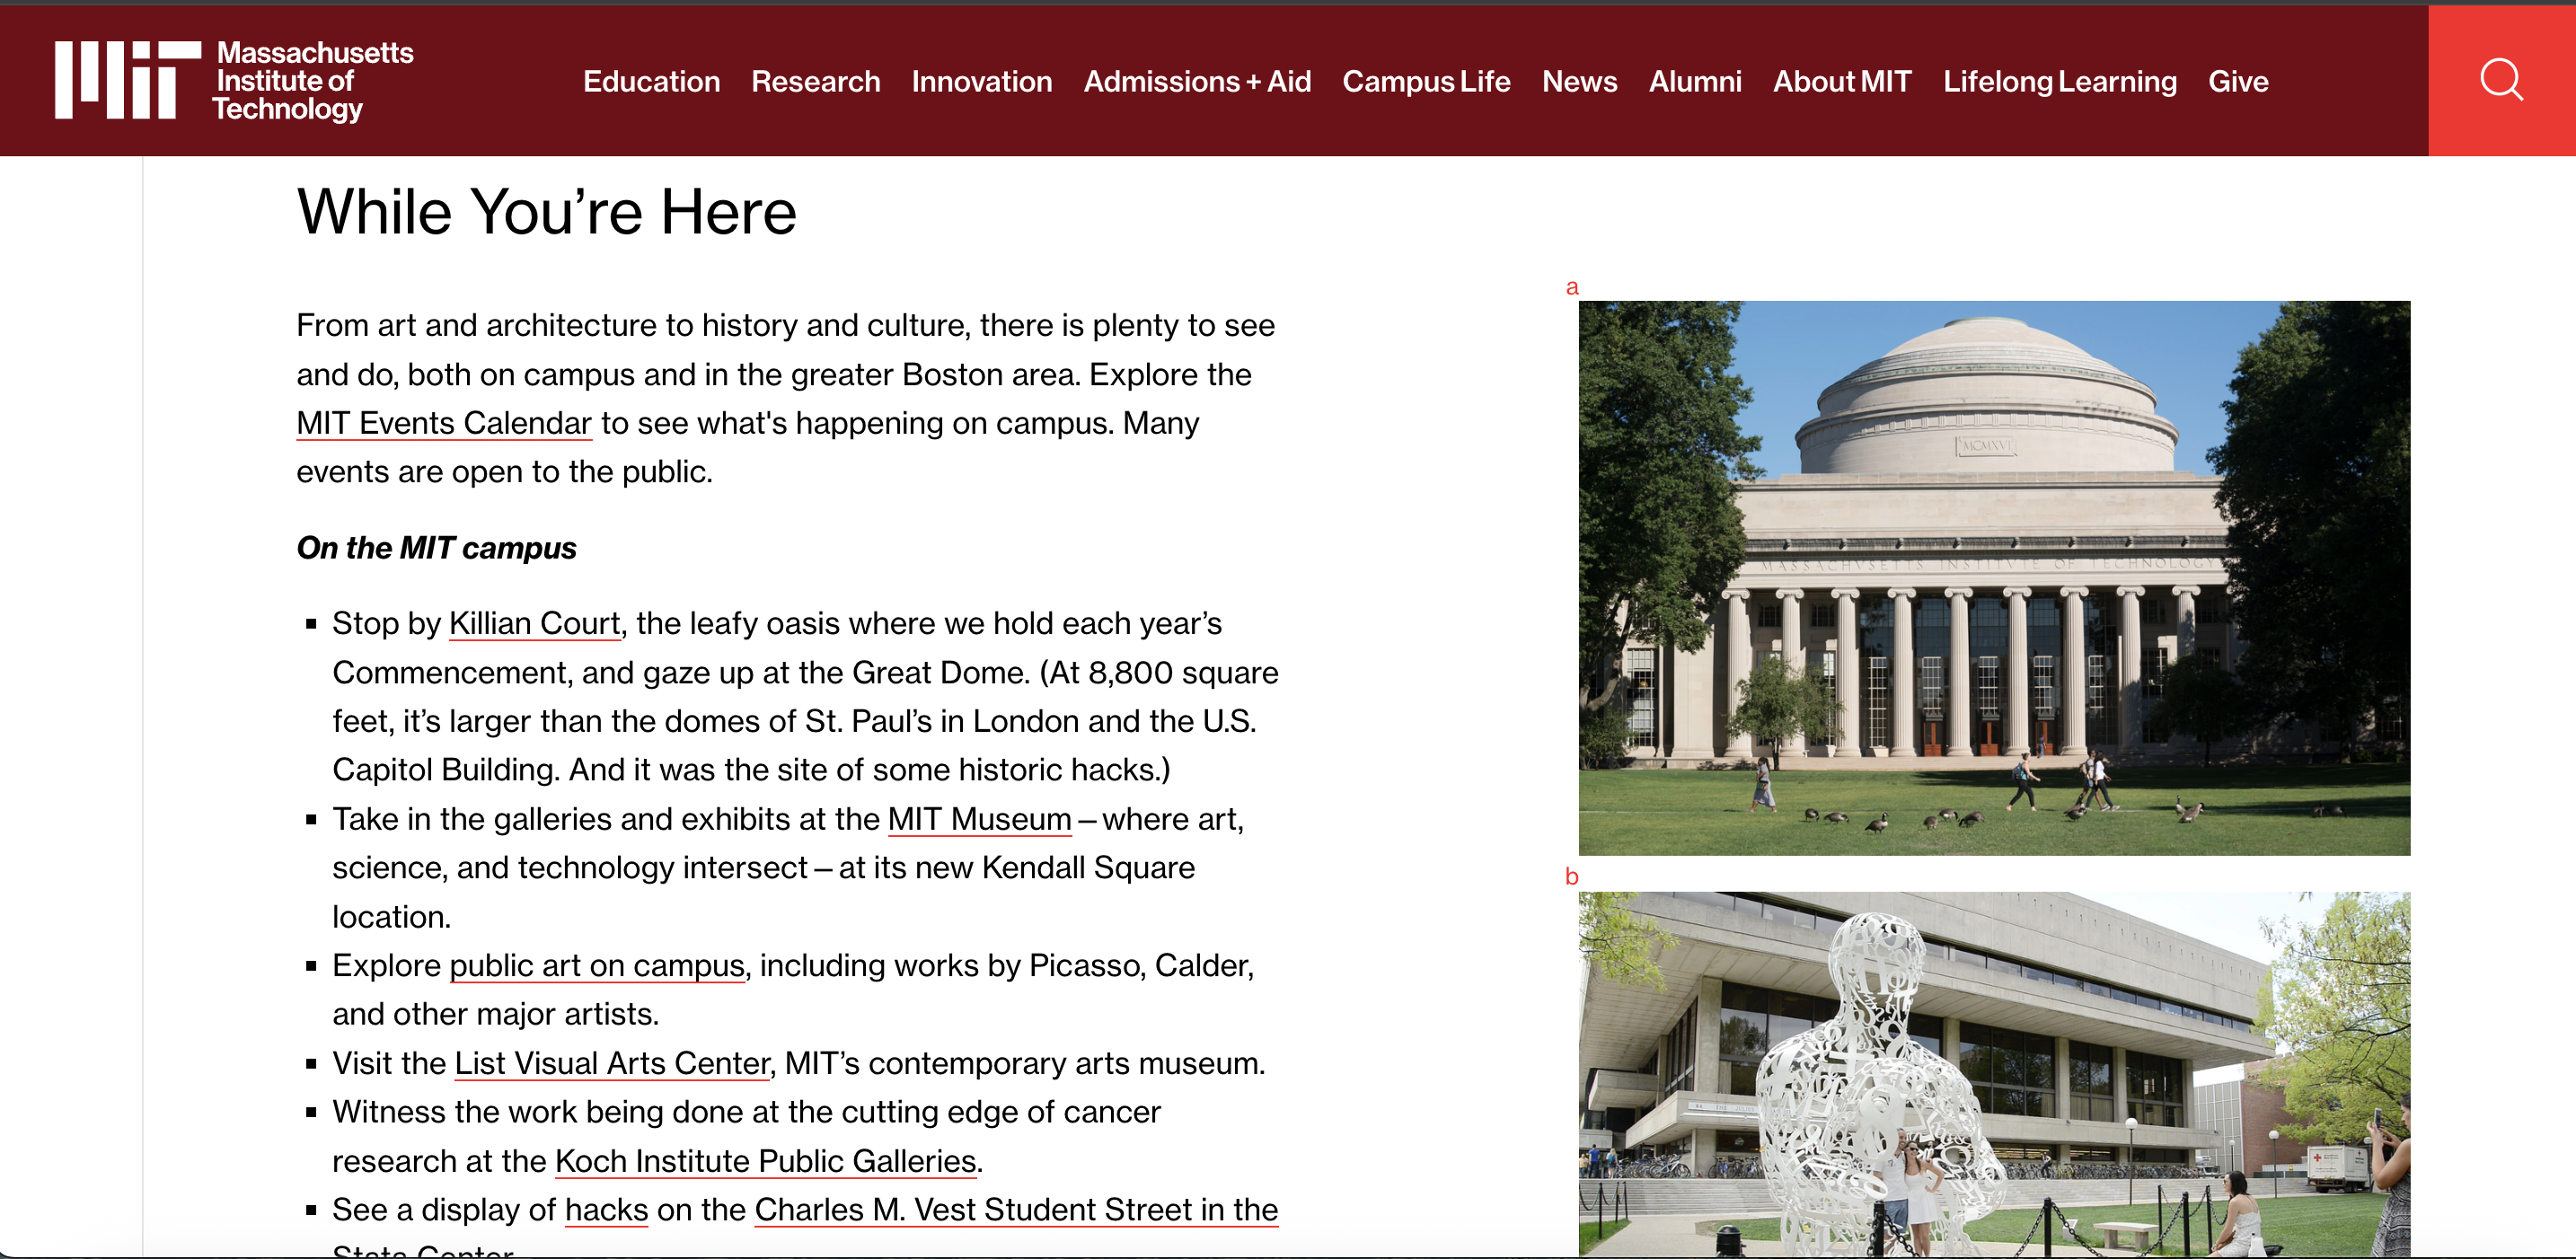 Massachusetts
Institute of
Technology
Education Research Innovation Admissions + Aid Campus Life News Alumni About MIT Lifelong Learning Give
While You’re Here
From art and architecture to history and culture, there is plenty to see
and do, both on campus and in the greater Boston area. Explore the
MIT Events Calendar to see what's happening on campus. Many
events are open to the public.
On the MIT campus
▪ Stop by Killian Court, the leafy oasis where we hold each year’s
Commencement, and gaze up at the Great Dome. (At 8,800 square
feet, it’s larger than the domes of St. Paul’s in London and the U.S.
Capitol Building. And it was the site of some historic hacks.)
▪ Take in the galleries and exhibits at the MIT Museum — where art,
science, and technology intersect — at its new Kendall Square
location.
▪ Explore public art on campus, including works by Picasso, Calder,
and other major artists.
▪ Visit the List Visual Arts Center, MIT’s contemporary arts museum.
▪ Witness the work being done at the cutting edge of cancer
research at the Koch Institute Public Galleries.
▪ See a display of hacks on the Charles M. Vest Student Street in the
Stata Center
a
MCMXVI
MASSACHVSETTS INSTITVTE OF TECHNOLOGY
b